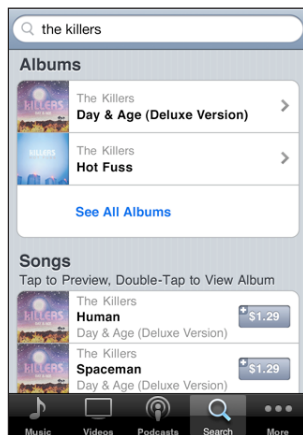 the killers
Albums
The Killers
Day & Age (Deluxe Version)
The Killers
Hot Fuss
See All Albums
Songs
Tap to Preview, Double-Tap to View Album
The Killers
Human
$1.29
Day & Age (Deluxe Version)
The Killers
Spaceman
$1.29
Day & Age (Deluxe Version)
Music Videos Podcasts Search More